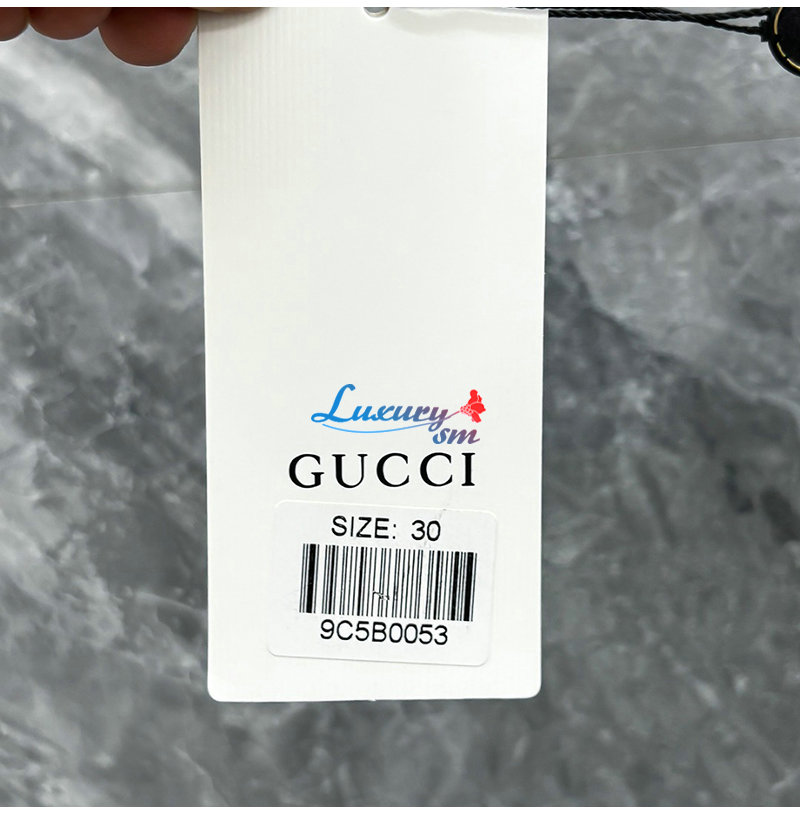 Luxury
sm
GUCCI
SIZE: 30
9C5B0053